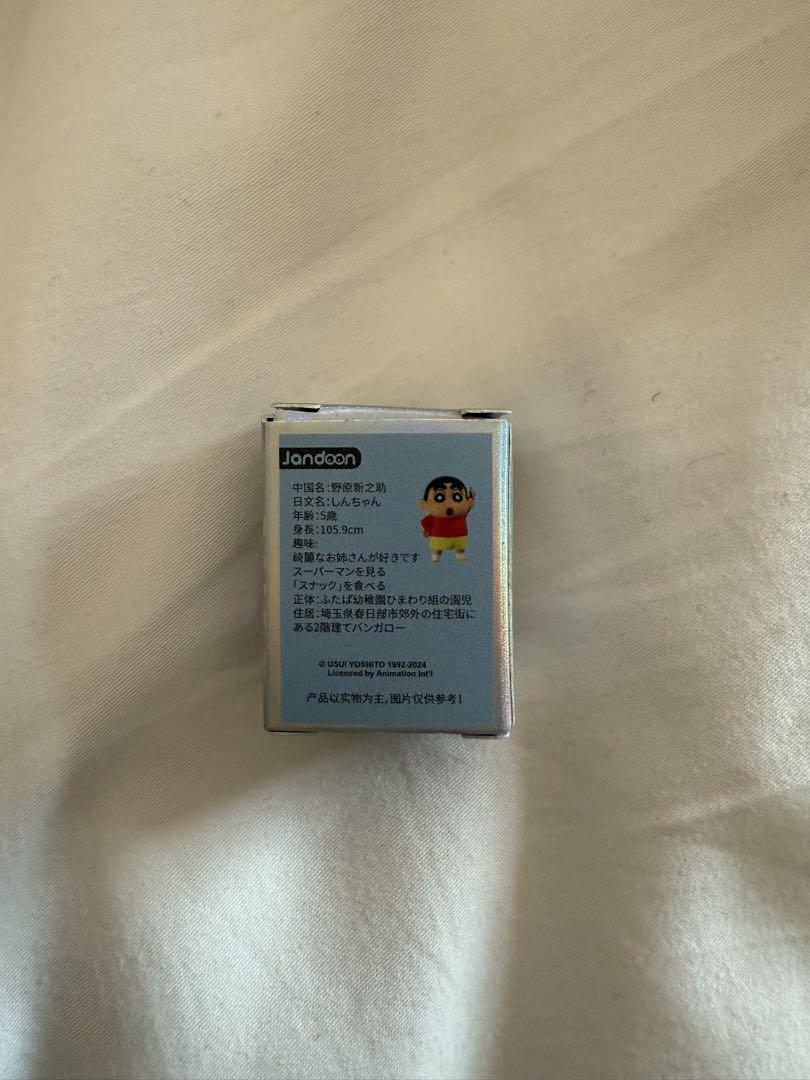 Jandoon
中国名:野原新之助
日文名:しんちゃん
年齢:5歳
身長:105.9cm
趣味:
綺麗なお姉さんが好きです
スーパーマンを見る
「スナック」を食べる
正体:ふたば幼稚園ひまわり組の園児
住居:埼玉県春日部市郊外の住宅街に
ある2階建てバンガロー
© USUI YOSHITO 1992-2024
Licensed by Animation Int'l
产品以实物为主,图片仅供参考!